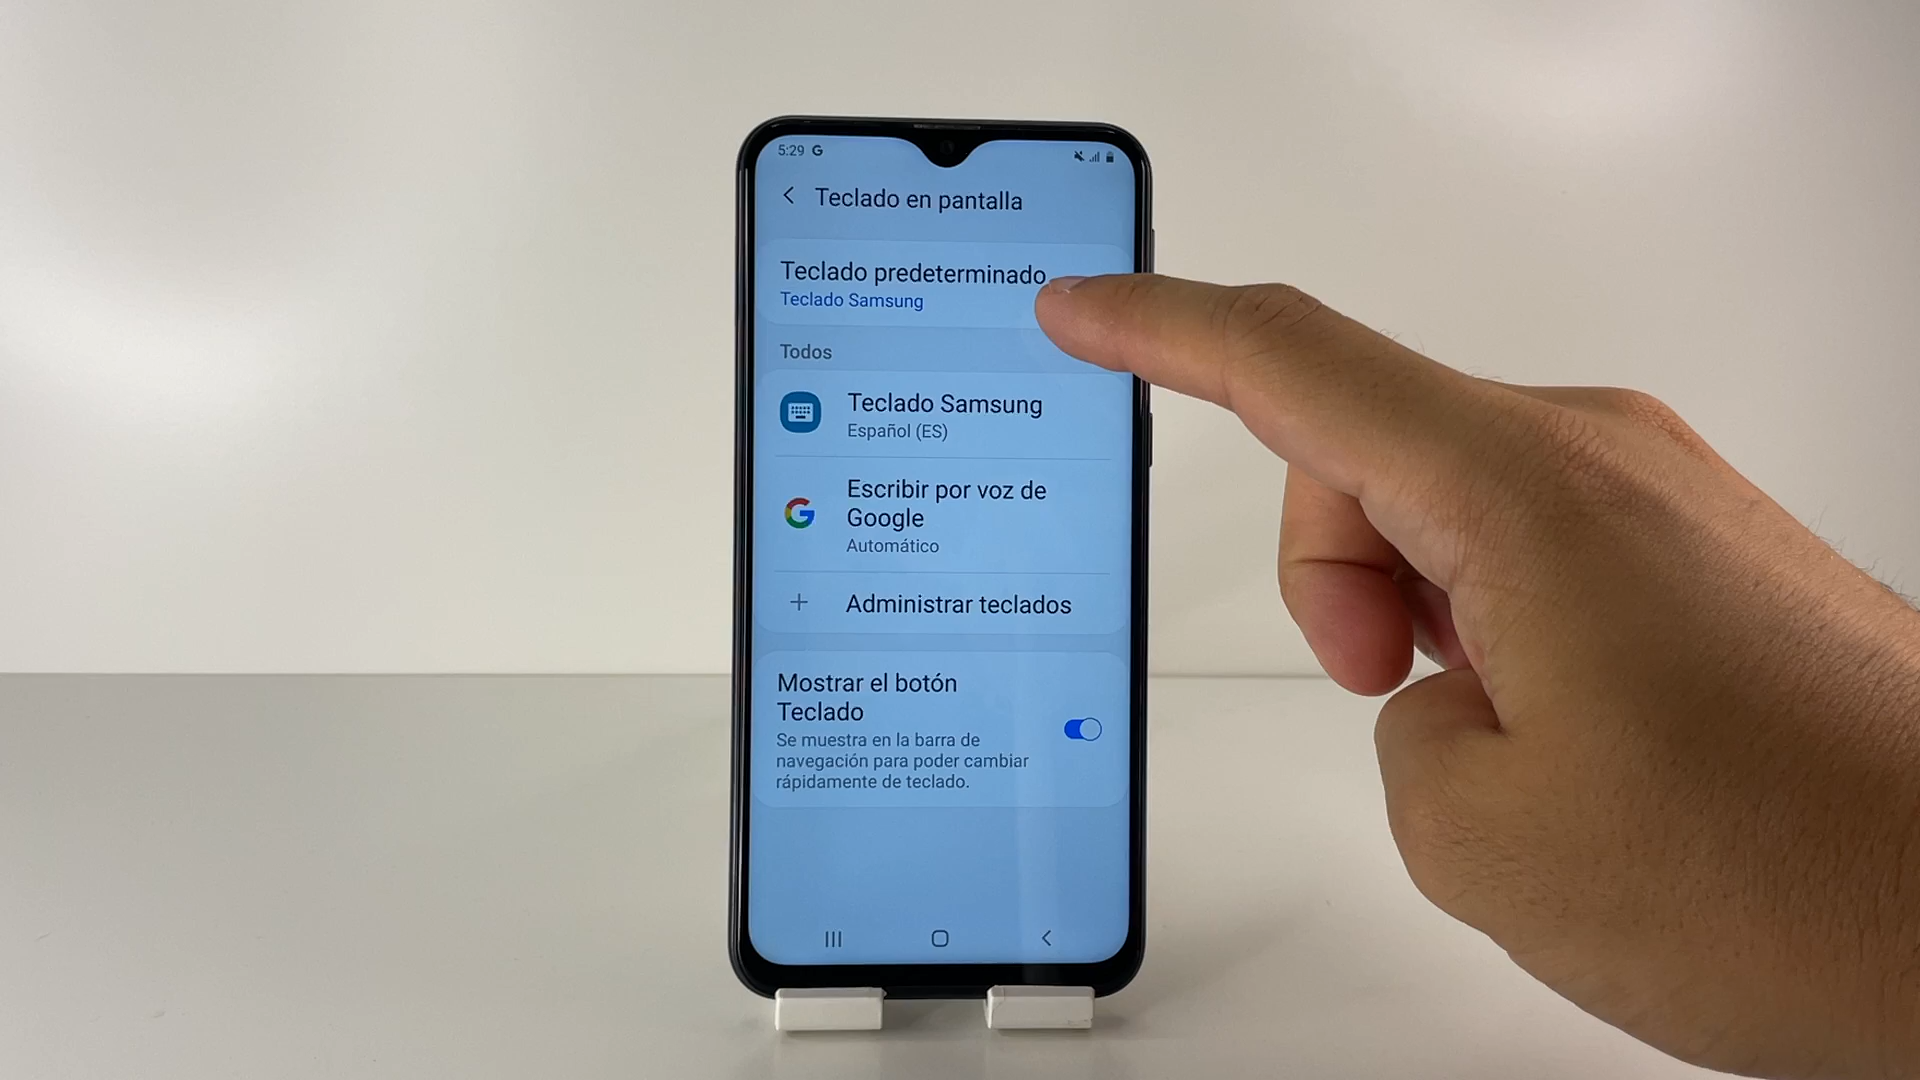 5:29 G
Teclado en pantalla
Teclado predeterminado
Teclado Samsung
Todos
Teclado Samsung
Español (ES)
Escribir por voz de
Google
Automático
Administrar teclados
Mostrar el botón
Teclado
Se muestra en la barra de
navegación para poder cambiar
rápidamente de teclado.